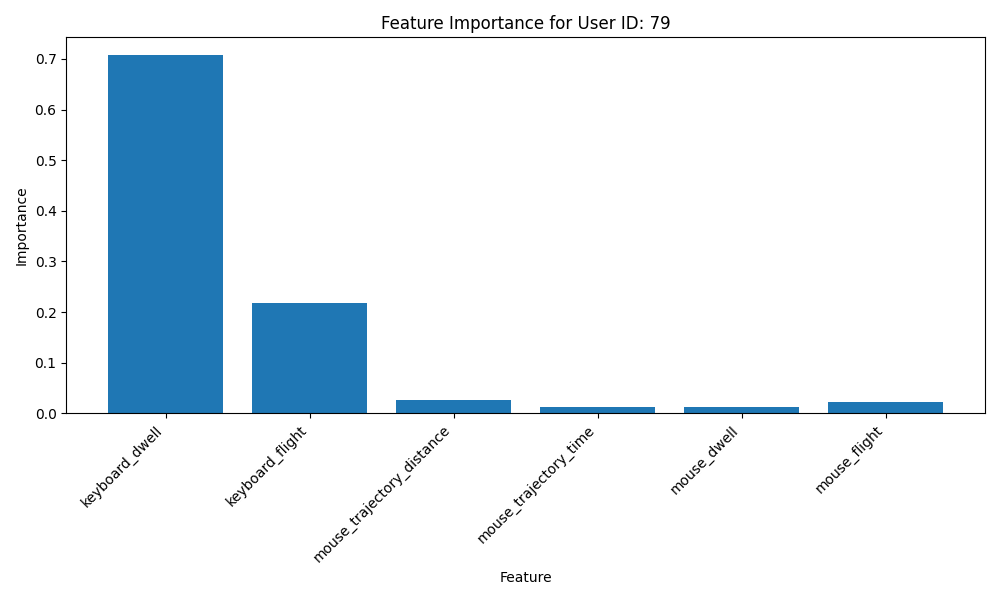 Feature Importance for User ID: 79
Importance
0.7
0.6
0.5
0.4
0.3
0.2
0.1
0.0
keyboard_dwell
keyboard_flight
mouse_trajectory_distance
mouse_trajectory_time
mouse_dwell
mouse_flight
Feature